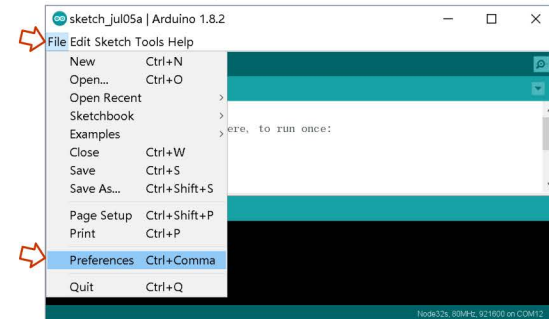 sketch_jul05a | Arduino 1.8.2
File Edit Sketch Tools Help
New Ctrl+N
Open... Ctrl+O
Open Recent
Sketchbook
Examples
ere, to run once:
Close Ctrl+W
Save Ctrl+S
Save As... Ctrl+Shift+S
Page Setup Ctrl+Shift+P
Print Ctrl+P
Preferences Ctrl+Comma
Quit Ctrl+Q
Node32s, 80MHz, 921600 on COM12